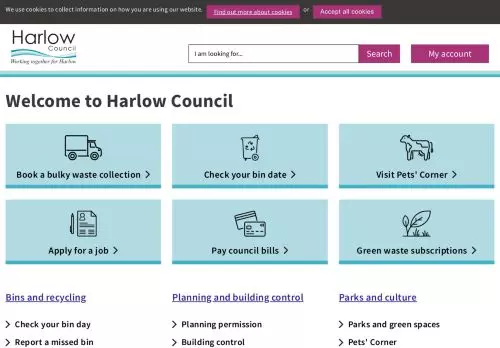 We use cookies to collect information on how you are using our website. Find out more about cookies or Accept all cookies
Harlow
Council
Working together for Harlow
I am looking for...
Search
My account
Welcome to Harlow Council
Book a bulky waste collection
Check your bin date
Visit Pets' Corner
Apply for a job
Pay council bills
Green waste subscriptions
Bins and recycling
Planning and building control
Parks and culture
Check your bin day
Planning permission
Parks and green spaces
Report a missed bin
Building control
Pets' Corner